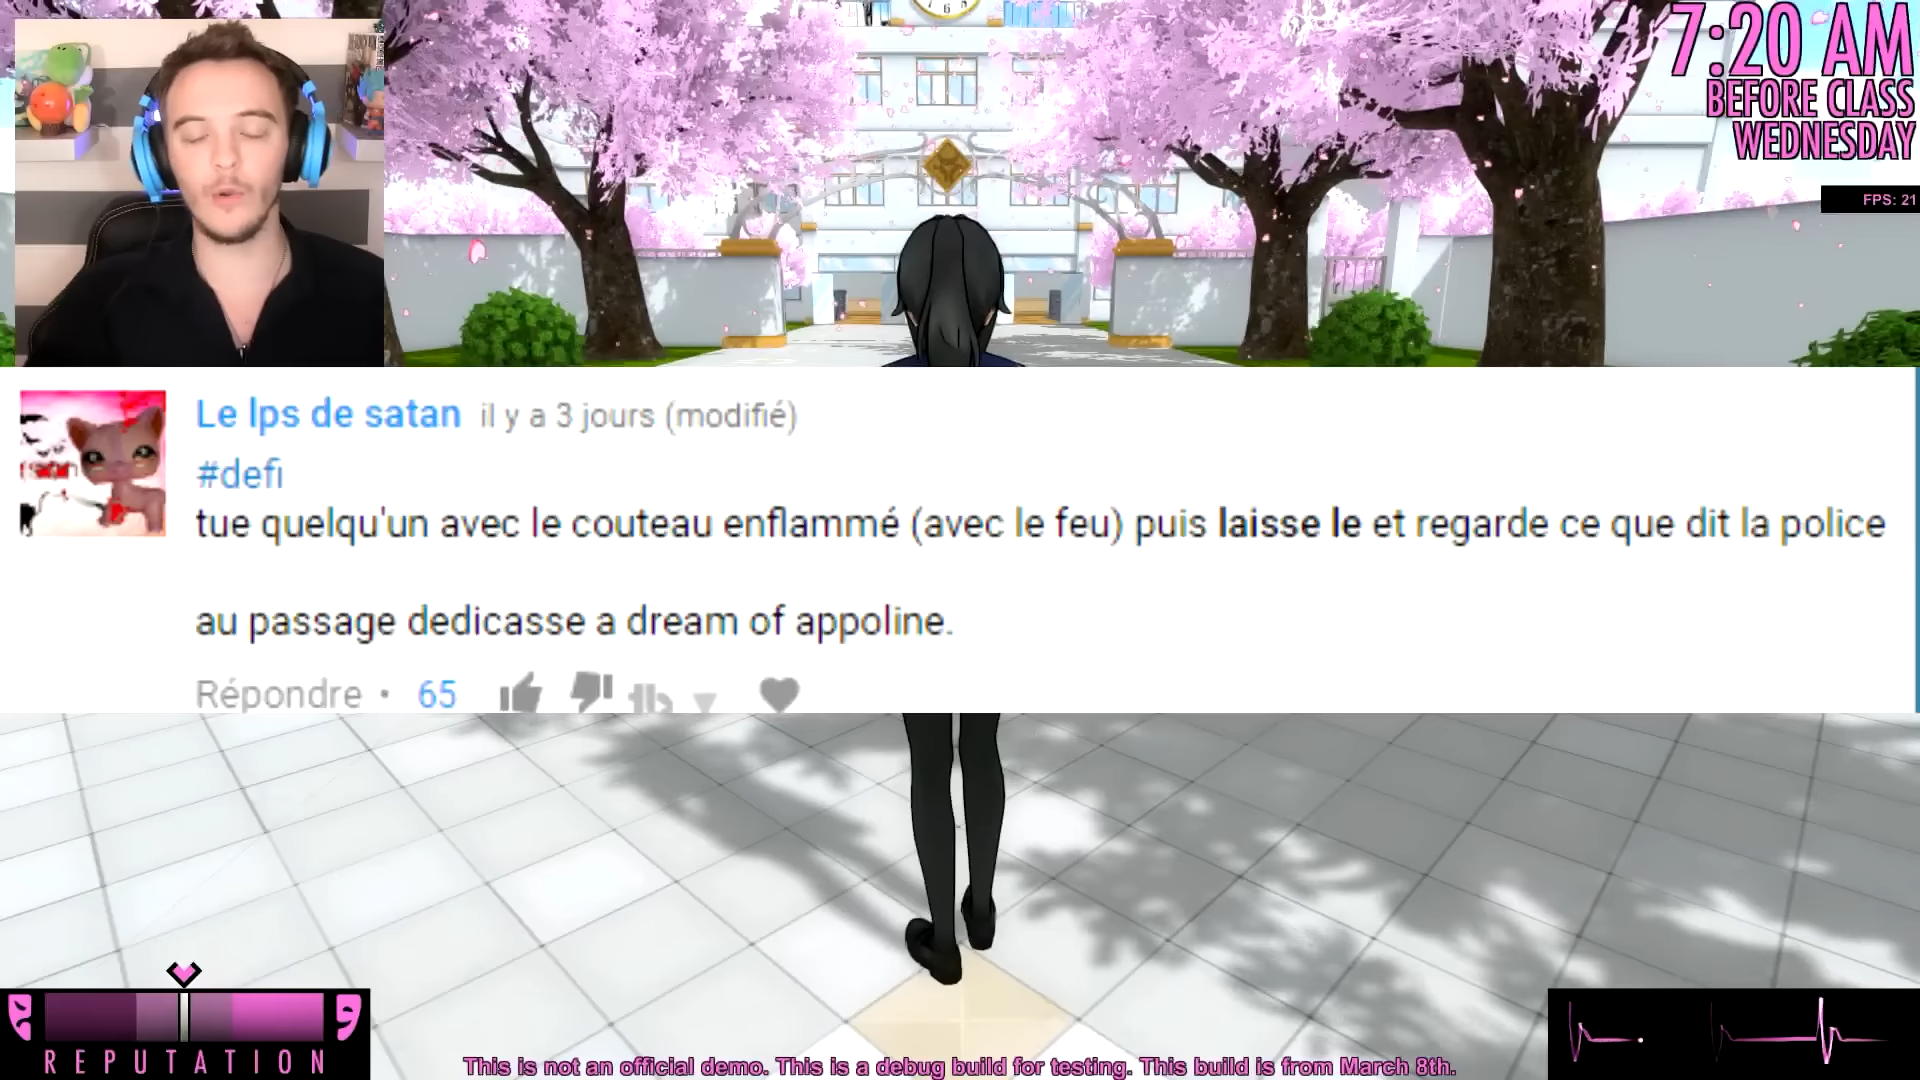 7:20 AM
BEFORE CLASS
WEDNESDAY
FPS: 21
Le lps de satan il y a 3 jours (modifié)
#defi
tue quelqu'un avec le couteau enflammé (avec le feu) puis laisse le et regarde ce que dit la police
au passage dedicasse a dream of appoline.
Répondre • 65
REPUTATION
This is not an official demo. This is a debug build for testing. This build is from March 8th.